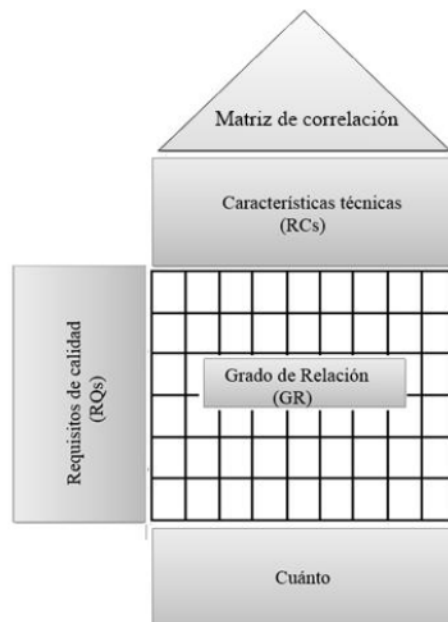 Matriz de correlación
Características técnicas
(RCs)
Requisitos de calidad
(RQs)
Grado de Relación
(GR)
Cuánto